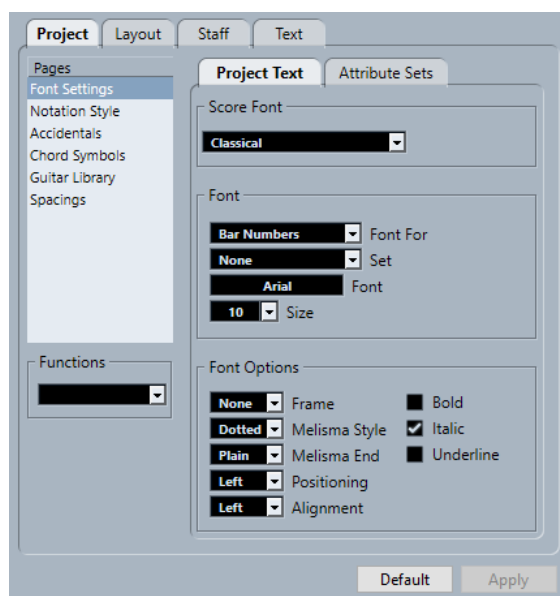 Project Layout Staff Text
Pages
Font Settings
Notation Style
Accidentals
Chord Symbols
Guitar Library
Spacings
Functions
Project Text Attribute Sets
Score Font
Classical
Font
Bar Numbers Font For
None Set
Arial Font
10 Size
Font Options
None Frame Bold
Dotted Melisma Style Italic
Plain Melisma End Underline
Left Positioning
Left Alignment
Default Apply